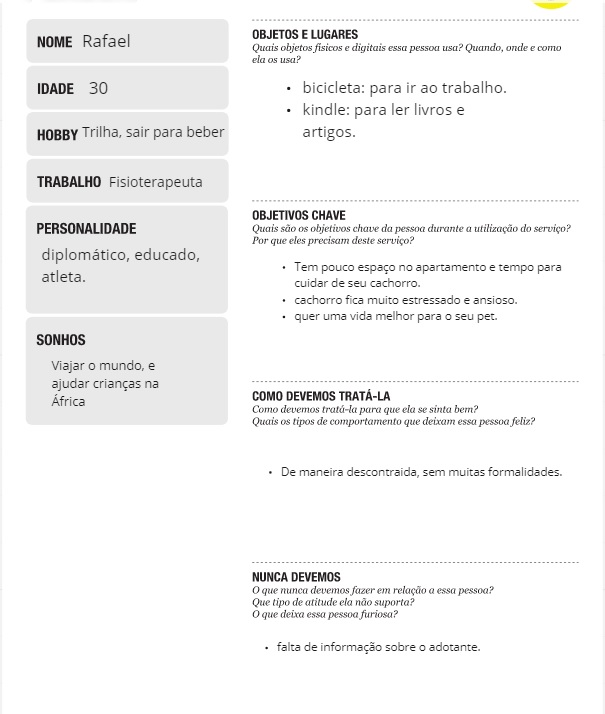 NOME Rafael
IDADE 30
HOBBY Trilha, sair para beber
TRABALHO Fisioterapeuta
PERSONALIDADE
diplomático, educado,
atleta.
SONHOS
Viajar o mundo, e
ajudar crianças na
África
OBJETOS E LUGARES
Quais objetos físicos e digitais essa pessoa usa? Quando, onde e como
ela os usa?
• bicicleta: para ir ao trabalho.
• kindle: para ler livros e
artigos.
OBJETIVOS CHAVE
Quais são os objetivos chave da pessoa durante a utilização do serviço?
Por que eles precisam deste serviço?
• Tem pouco espaço no apartamento e tempo para
cuidar de seu cachorro.
• cachorro fica muito estressado e ansioso.
• quer uma vida melhor para o seu pet.
COMO DEVEMOS TRATÁ-LA
Como devemos tratá-la para que ela se sinta bem?
Quais os tipos de comportamento que deixam essa pessoa feliz?
• De maneira descontraida, sem muitas formalidades.
NUNCA DEVEMOS
O que nunca devemos fazer em relação a essa pessoa?
Que tipo de atitude ela não suporta?
O que deixa essa pessoa furiosa?
• falta de informação sobre o adotante.